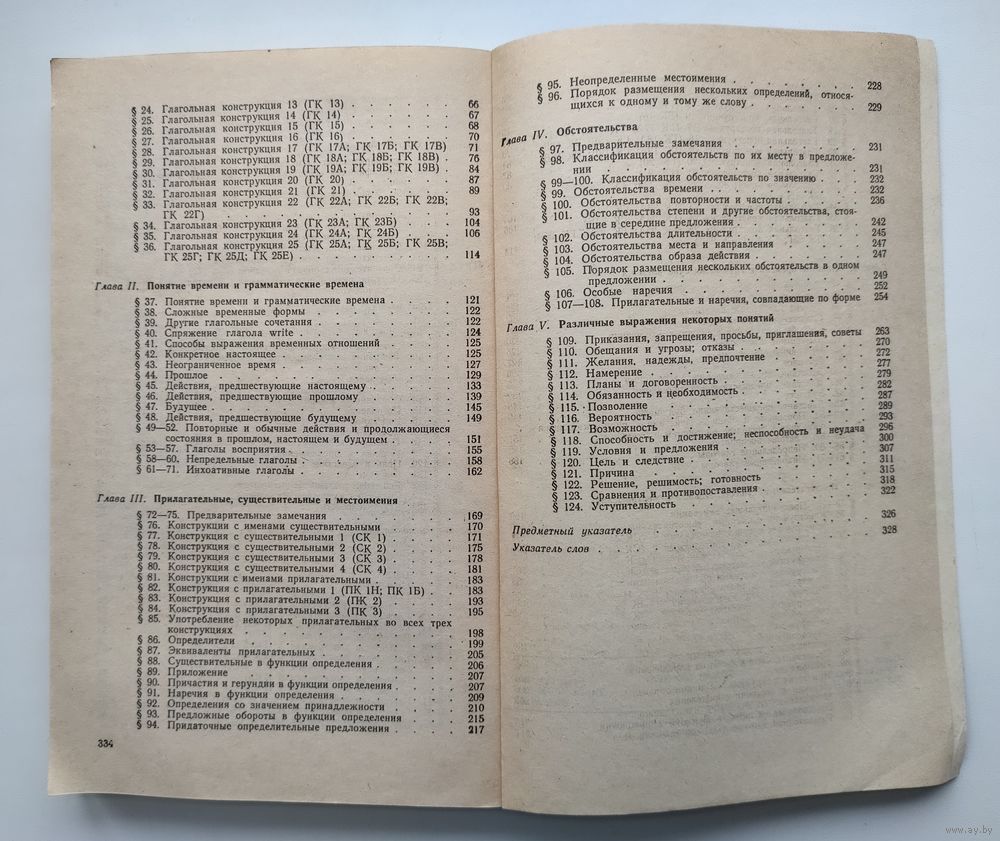 § 24. Глагольная конструкция 13 (ГК 13) . . . . . . . 66
§ 25. Глагольная конструкция 14 (ГК 14) . . . . . . . 67
§ 26. Глагольная конструкция 15 (ГК 15) . . . . . . . 68
§ 27. Глагольная конструкция 16 (ГК 16) . . . . . . . 70
§ 28. Глагольная конструкция 17 (ГК 17А; ГК 17Б; ГК 17В) 71
§ 29. Глагольная конструкция 18 (ГК 18А; ГК 18Б; ГК 18В) . 76
§ 30. Глагольная конструкция 19 (ГК 19А; ГК 19Б; ГК 19В) . 84
§ 31. Глагольная конструкция 20 (ГК 20) . . . . . . . 87
§ 32. Глагольная конструкция 21 (ГК 21) . . . . . . . 89
§ 33. Глагольная конструкция 22 (ГК 22А; ГК 22Б; ГК 22В;
ГК 22Г) . . . . . . . . . . . . . 93
§ 34. Глагольная конструкция 23 (ГК 23А; ГК 23Б) . . . . 104
§ 35. Глагольная конструкция 24 (ГК 24А; ГК 24Б) . . . . 106
§ 36. Глагольная конструкция 25 (ГК 25А; ГК 25Б; ГК 25В;
ГК 25Г; ГК 25Д; ГК 25Е) . . . . . . . . . 114
Глава II. Понятие времени и грамматические времена
§ 37. Понятие времени и грамматические времена . . . . . 121
§ 38. Сложные временные формы . . . . . . . . . 122
§ 39. Другие глагольные сочетания . . . . . . . . 122
§ 40. Спряжение глагола write . . . . . . . . . 124
§ 41. Способы выражения временных отношений . . . . . 125
§ 42. Конкретное настоящее . . . . . . . . . . 125
§ 43. Неограниченное время . . . . . . . . . . 127
§ 44. Прошлое . . . . . . . . . . . . . 129
§ 45. Действия, предшествующие настоящему . . . . . . 133
§ 46. Действия, предшествующие прошлому . . . . . . 139
§ 47. Будущее . . . . . . . . . . . . . 145
§ 48. Действия, предшествующие будущему . . . . . . 149
§ 49—52. Повторные и обычные действия и продолжающиеся
состояния в прошлом, настоящем и будущем . . . . . 151
§ 53—57. Глаголы восприятия . . . . . . . . . 155
§ 58—60. Непредельные глаголы . . . . . . . . 158
§ 61—71. Инхоативные глаголы . . . . . . . . . 162
Глава III. Прилагательные, существительные и местоимения
§ 72—75. Предварительные замечания . . . . . . . 169
§ 76. Конструкции с именами существительными . . . . . 170
§ 77. Конструкция с существительными 1 (СК 1) . . . . . 171
§ 78. Конструкция с существительными 2 (СК 2) . . . . . 175
§ 79. Конструкция с существительными 3 (СК 3) . . . . . 178
§ 80. Конструкция с существительными 4 (СК 4) . . . . . 181
§ 81. Конструкции с именами прилагательными . . . . . 183
§ 82. Конструкция с прилагательными 1 (ПК 1Н; ПК 1Б) . . 183
§ 83. Конструкция с прилагательными 2 (ПК 2) . . . . . 193
§ 84. Конструкция с прилагательными 3 (ПК 3) . . . . . 195
§ 85. Употребление некоторых прилагательных во всех трех
конструкциях . . . . . . . . . . . . 198
§ 86. Определители . . . . . . . . . . . . 199
§ 87. Эквиваленты прилагательных . . . . . . . . 205
§ 88. Существительные в функции определения . . . . . 206
§ 89. Приложение . . . . . . . . . . . . 207
§ 90. Причастия и герундии в функции определения . . . . 207
§ 91. Наречия в функции определения . . . . . . . 209
§ 92. Определения со значением принадлежности . . . . . 210
§ 93. Предложные обороты в функции определения . . . . 215
§ 94. Придаточные определительные предложения . . . . . 217
334
§ 95. Неопределенные местоимения . . . . . . . . 228
§ 96. Порядок размещения нескольких определений, относя-
щихся к одному и тому же слову . . . . . . . 229
Глава IV. Обстоятельства
§ 97. Предварительные замечания . . . . . . . . 231
§ 98. Классификация обстоятельств по их месту в предложе-
нии . . . . . . . . . . . . . . 231
§ 99—100. Классификация обстоятельств по значению . . . 232
§ 99. Обстоятельства времени . . . . . . . . . 232
§ 100. Обстоятельства повторности и частоты . . . . . . 236
§ 101. Обстоятельства степени и другие обстоятельства, стоя-
щие в середине предложения . . . . . . . . 242
§ 102. Обстоятельства длительности . . . . . . . . 245
§ 103. Обстоятельства места и направления . . . . . . 247
§ 104. Обстоятельства образа действия . . . . . . . 247
§ 105. Порядок размещения нескольких обстоятельств в одном
предложении . . . . . . . . . . . . 249
§ 106. Особые наречия . . . . . . . . . . . 252
§ 107—108. Прилагательные и наречия, совпадающие по форме 254
Глава V. Различные выражения некоторых понятий
§ 109. Приказания, запрещения, просьбы, приглашения, советы 263
§ 110. Обещания и угрозы; отказы . . . . . . . . 270
§ 111. Желания, надежды, предпочтение . . . . . . . 272
§ 112. Намерение . . . . . . . . . . . . 277
§ 113. Планы и договоренность . . . . . . . . . 279
§ 114. Обязанность и необходимость . . . . . . . . 282
§ 115. Позволение . . . . . . . . . . . . 287
§ 116. Вероятность . . . . . . . . . . . . 289
§ 117. Возможность . . . . . . . . . . . . 293
§ 118. Способность и достижение; неспособность и неудача 296
§ 119. Условия и предложения . . . . . . . . . 300
§ 120. Цель и следствие . . . . . . . . . . . 307
§ 121. Причина . . . . . . . . . . . . . 311
§ 122. Решение, решимость; готовность . . . . . . . 315
§ 123. Сравнения и противопоставления . . . . . . . 318
§ 124. Уступительность . . . . . . . . . . . 322
Предметный указатель . . . . . . . . . . . 326
Указатель слов . . . . . . . . . . . . . 328
www.ay.by